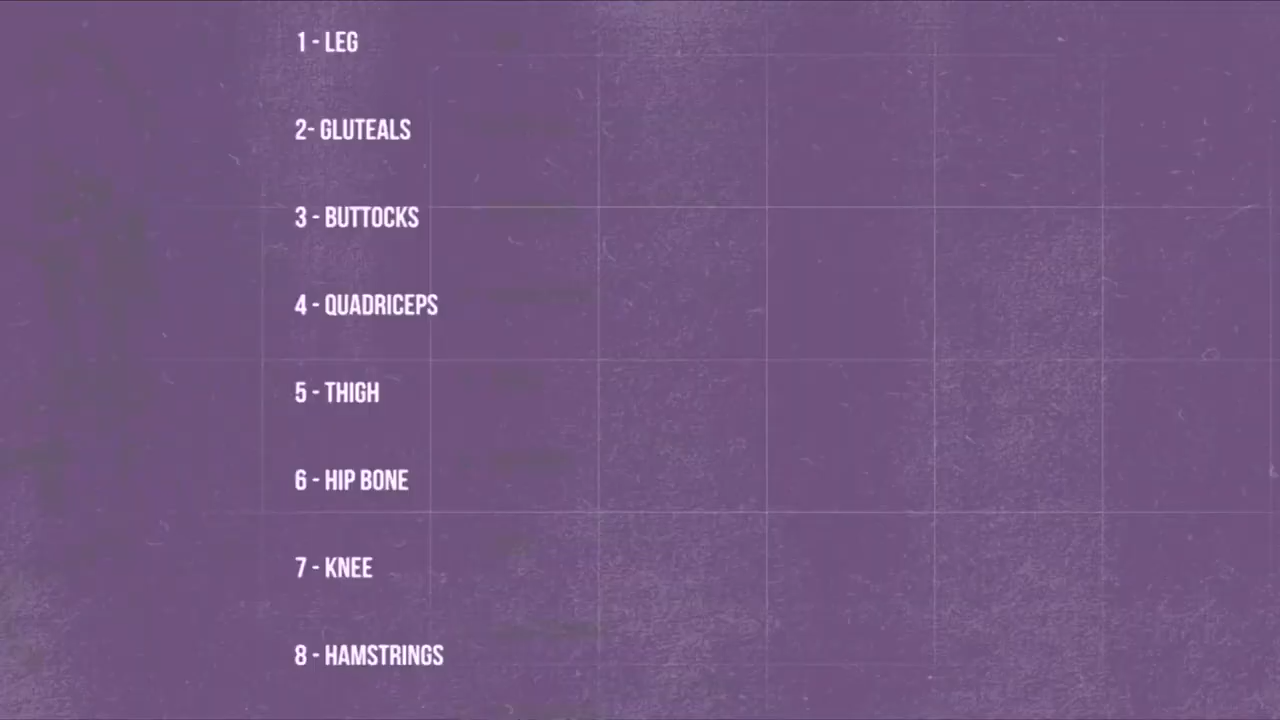 1 - LEG
2- GLUTEALS
3 - BUTTOCKS
4 - QUADRICEPS
5 - THIGH
6 - HIP BONE
7 - KNEE
8 - HAMSTRINGS